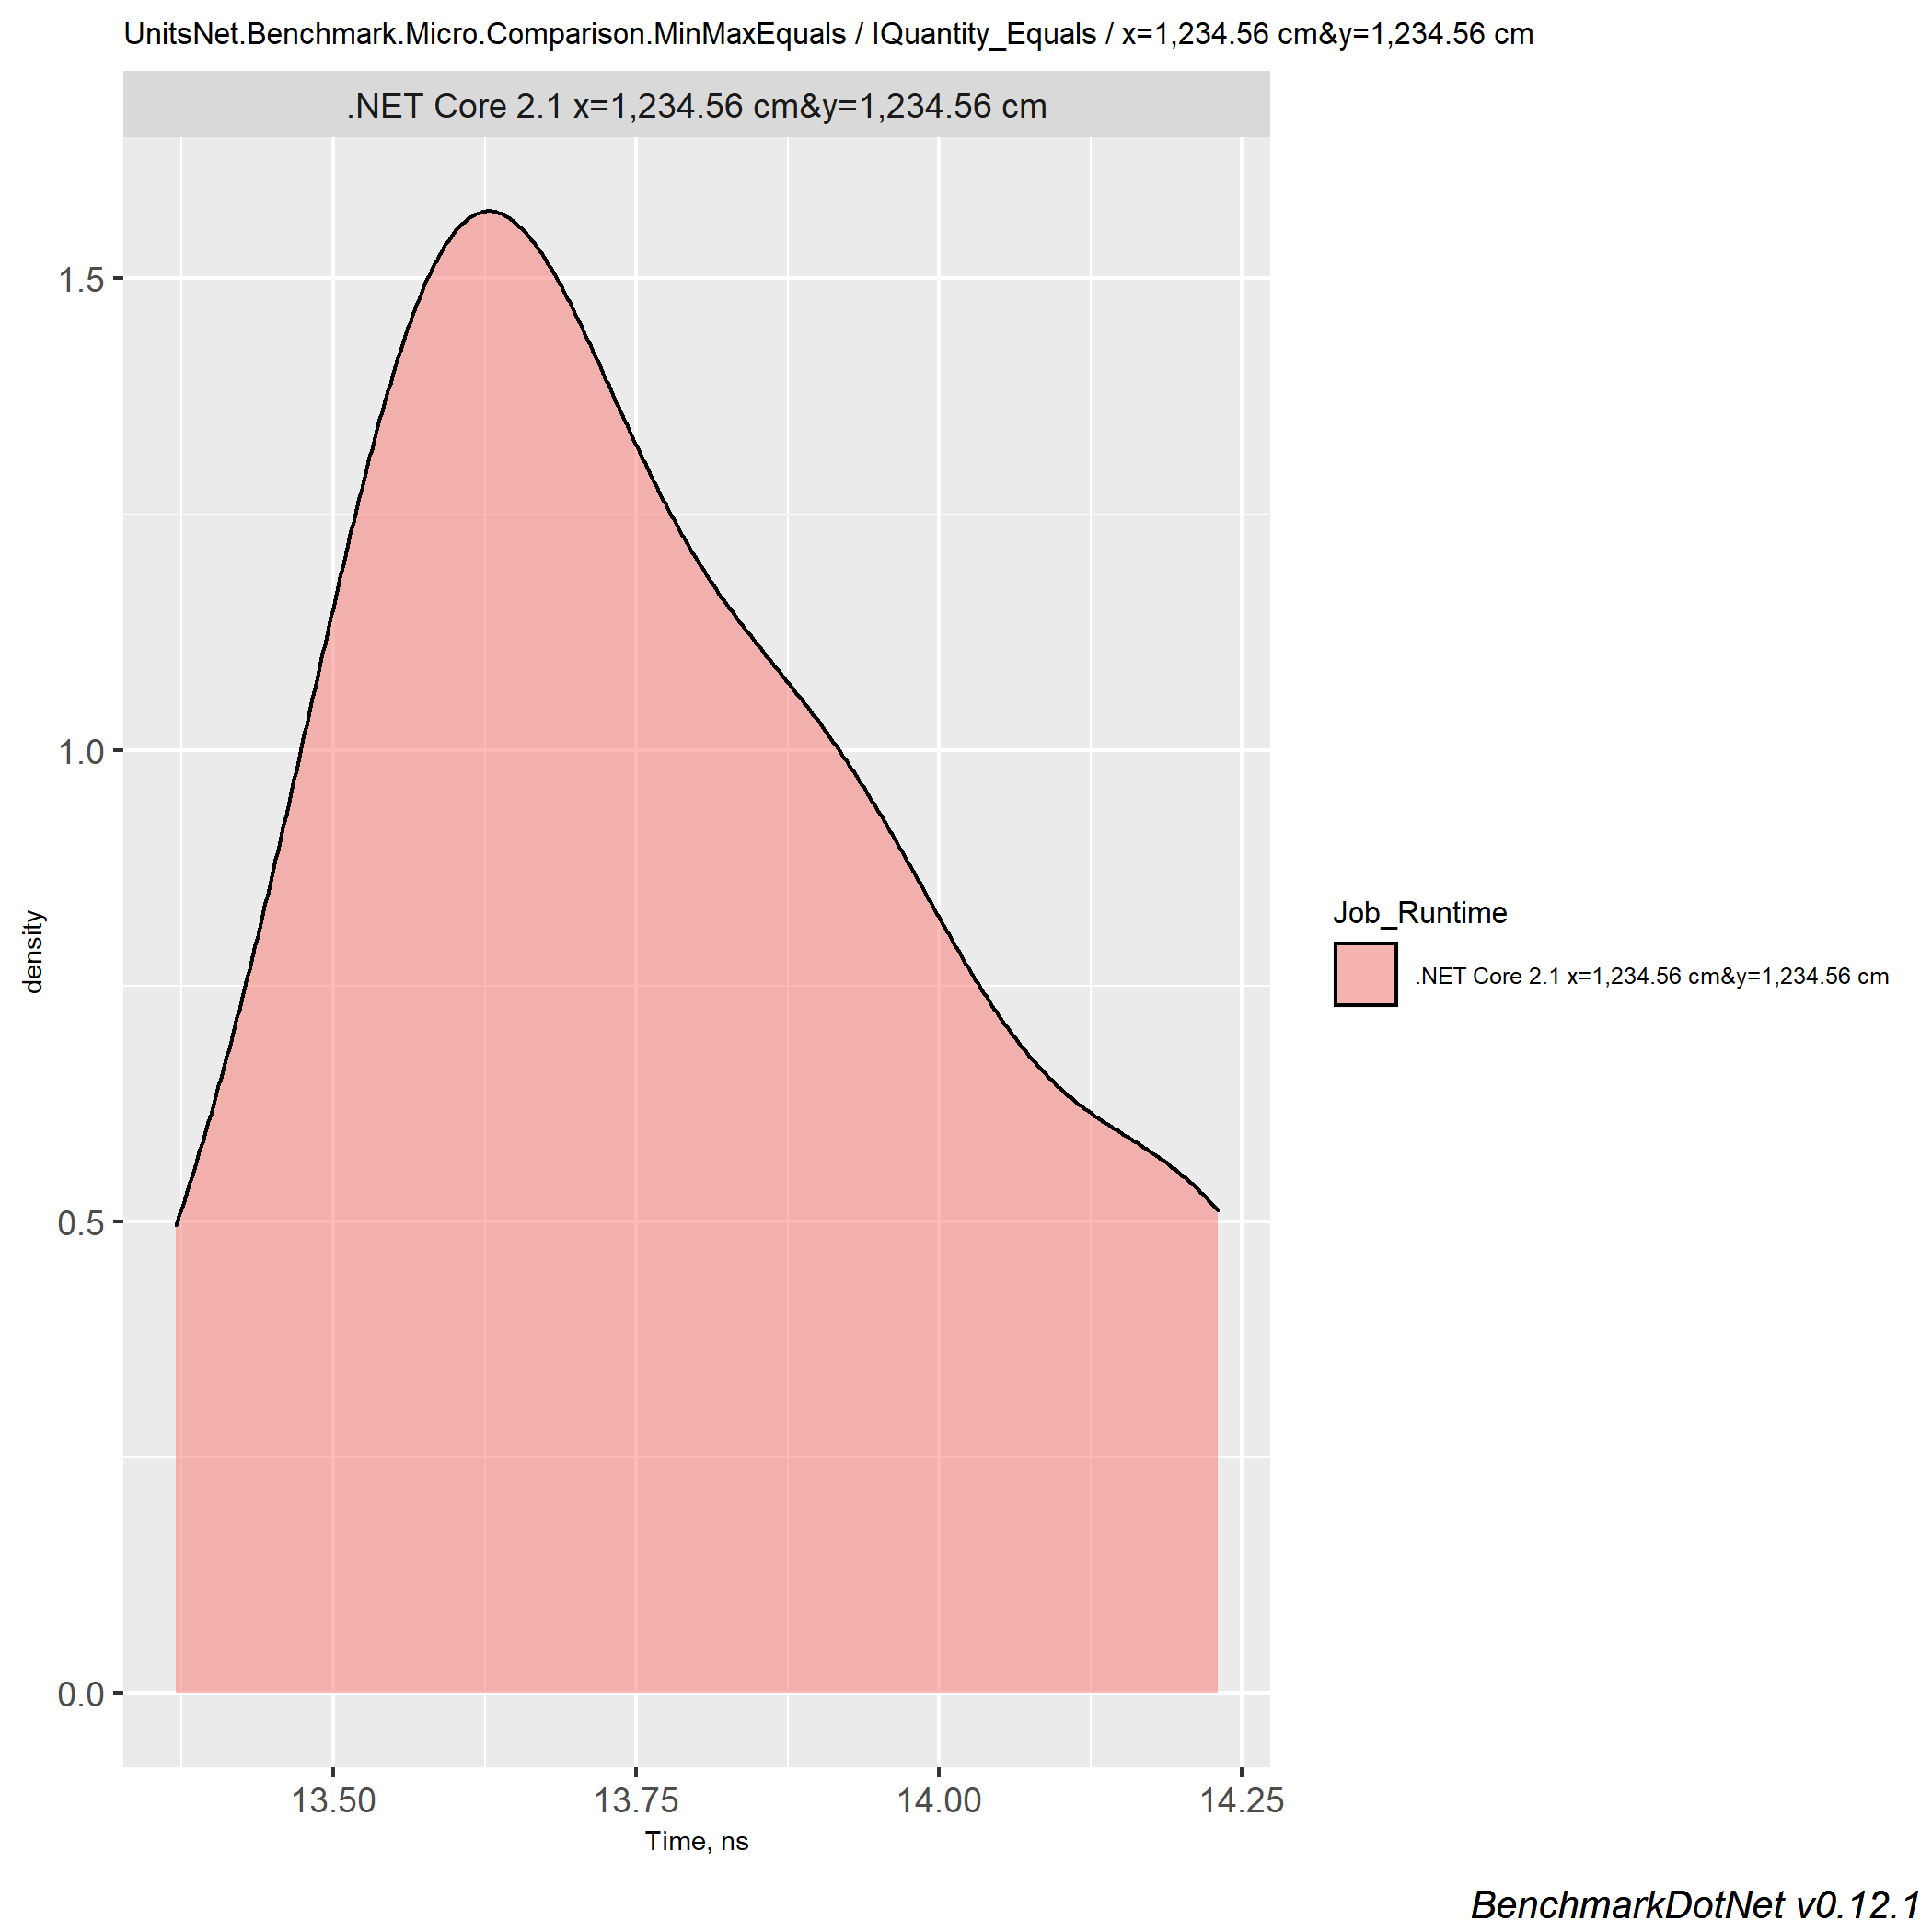 UnitsNet.Benchmark.Micro.Comparison.MinMaxEquals / IQuantity_Equals / x=1,234.56 cm&y=1,234.56 cm
.NET Core 2.1 x=1,234.56 cm&y=1,234.56 cm
1.5
1.0
0.5
0.0
density
13.50 13.75 14.00 14.25
Time, ns
Job_Runtime
.NET Core 2.1 x=1,234.56 cm&y=1,234.56 cm
BenchmarkDotNet v0.12.1